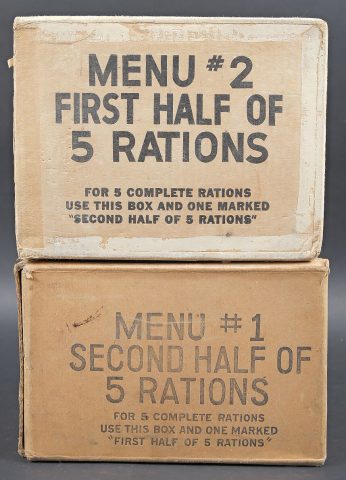 MENU #2
FIRST HALF OF
5 RATIONS
FOR 5 COMPLETE RATIONS
USE THIS BOX AND ONE MARKED
"SECOND HALF OF 5 RATIONS"
MENU #1
SECOND HALF OF
5 RATIONS
FOR 5 COMPLETE RATIONS
USE THIS BOX AND ONE MARKED
"FIRST HALF OF 5 RATIONS"